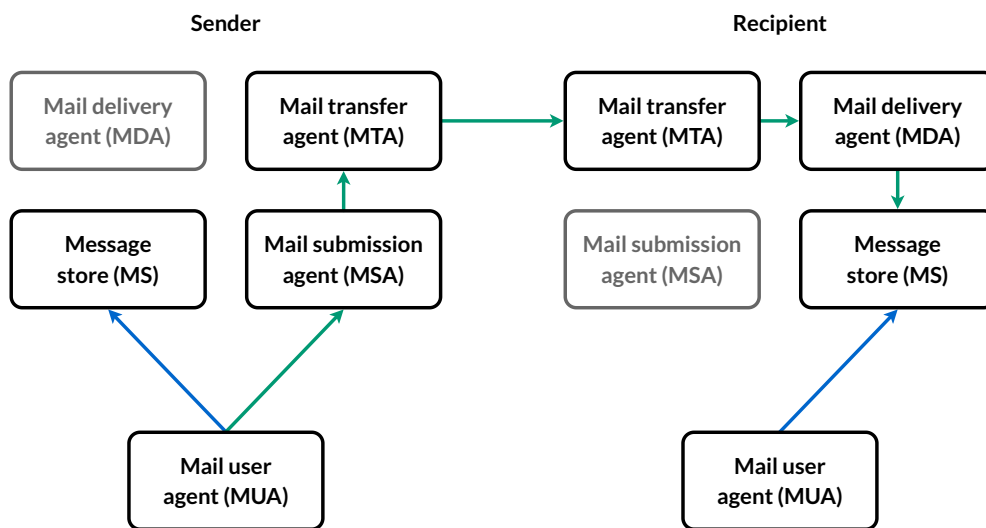 Sender
Recipient
Mail delivery
agent (MDA)
Mail transfer
agent (MTA)
Mail transfer
agent (MTA)
Mail delivery
agent (MDA)
Message
store (MS)
Mail submission
agent (MSA)
Mail submission
agent (MSA)
Message
store (MS)
Mail user
agent (MUA)
Mail user
agent (MUA)